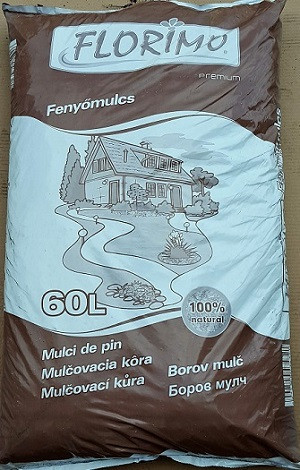 FLORIMO®
premium
Fenyőmulcs
60L
100%
natural
Mulci de pin
Mulčovacia kôra Borov mulč
Mulčovací kůra Боров мулч